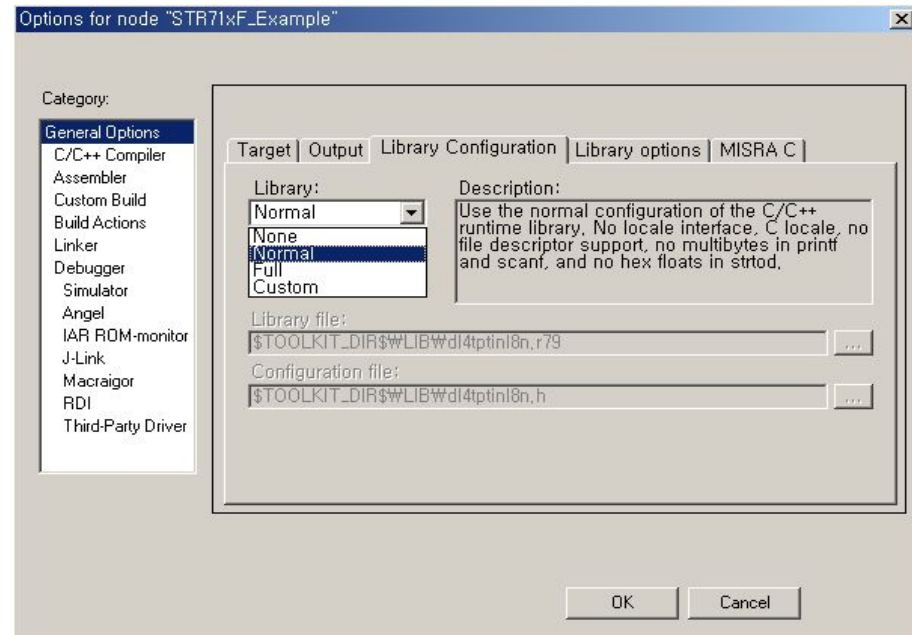 Options for node "STR71xF_Example"
Category:
General Options
C/C++ Compiler
Assembler
Custom Build
Build Actions
Linker
Debugger
Simulator
Angel
IAR ROM-monitor
J-Link
Macraigor
RDI
Third-Party Driver
Target Output Library Configuration Library options MISRA C
Library:
Normal
None
Normal
Full
Custom
Description:
Use the normal configuration of the C/C++
runtime library. No locale interface, C locale, no
file descriptor support, no multibytes in printf
and scanf, and no hex floats in strtod.
Library file:
$TOOLKIT_DIR$₩LIB₩dl4tptinl8n.r79
...
Configuration file:
$TOOLKIT_DIR$₩LIB₩dl4tptinl8n.h
...
OK Cancel